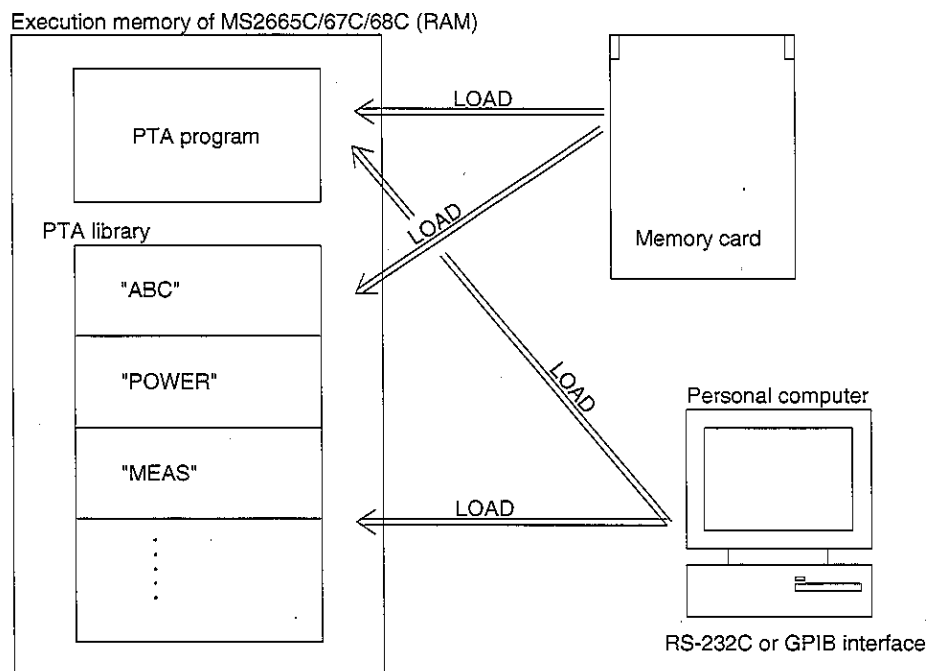 Execution memory of MS2665C/67C/68C (RAM)
PTA program
LOAD
LOAD
Memory card
PTA library
"ABC"
"POWER"
"MEAS"
LOAD
LOAD
Personal computer
RS-232C or GPIB interface